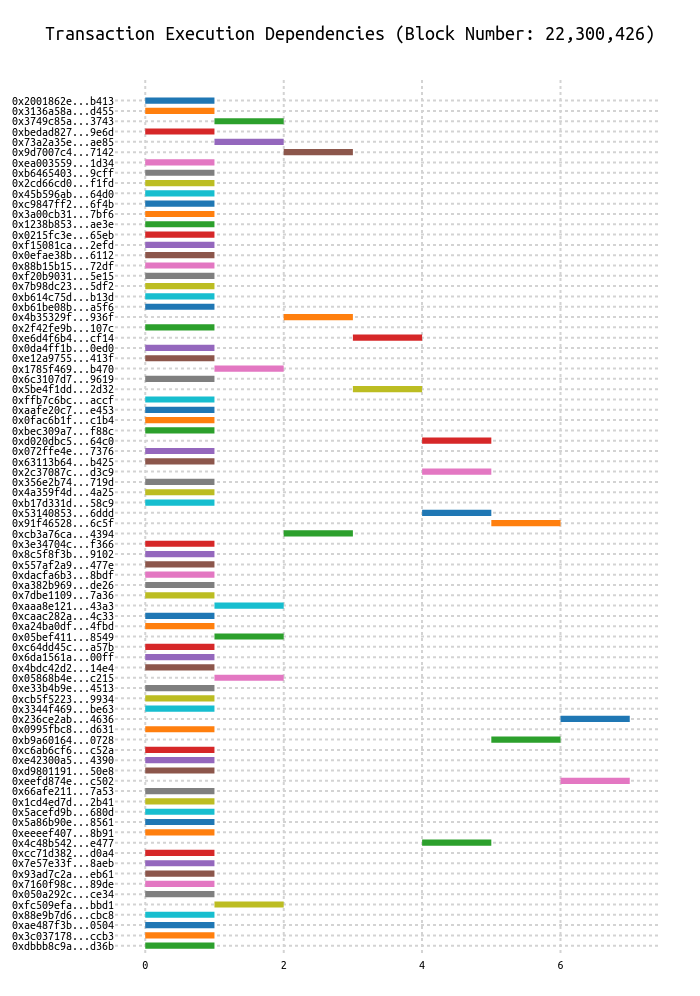 Transaction Execution Dependencies (Block Number: 22,300,426)
0x2001862e...b413
0x3136a58a...d455
0x3749c85a...3743
0xbedad827...9e6d
0x73a2a35e...ae85
0x9d7007c4...7142
0xea003559...1d34
0xb6465403...9cff
0x2cd66cd0...f1fd
0x45b596ab...64d0
0xc9847ff2...6f4b
0x3a00cb31...7bf6
0x1238b853...ae3e
0x0215fc3e...65eb
0xf15081ca...2efd
0x0efae38b...6112
0x88b15b15...72df
0xf20b9031...5e15
0x7b98dc23...5df2
0xb614c75d...b13d
0xb61be08b...a5f6
0x4b35329f...936f
0x2f42fe9b...107c
0xe6d4f6b4...cf14
0x0da4ff1b...0ed0
0xe12a9755...413f
0x1785f469...b470
0x6c3107d7...9619
0x5be4f1dd...2d32
0xffb7c6bc...accf
0xaafe20c7...e453
0x0fac6b1f...c1b4
0xbec309a7...f88c
0xd020dbc5...64c0
0x072ffe4e...7376
0x63113b64...b425
0x2c37087c...d3c9
0x356e2b74...719d
0x4a359f4d...4a25
0xb17d331d...58c9
0x53140853...6ddd
0x91f46528...6c5f
0xcb3a76ca...4394
0x3e34704c...f366
0x8c5f8f3b...9102
0x557af2a9...477e
0xdacfa6b3...8bdf
0xa382b969...de26
0x7dbe1109...7a36
0xaaa8e121...43a3
0xcaac282a...4c33
0xa24ba0df...4fbd
0x05bef411...8549
0xc64dd45c...a57b
0x6da1561a...00ff
0x4bdc42d2...14e4
0x05868b4e...c215
0xe33b4b9e...4513
0xcb5f5223...9934
0x3344f469...be63
0x236ce2ab...4636
0x0995fbc8...d631
0xb9a60164...0728
0xc6ab6cf6...c52a
0xe42300a5...4390
0xd9801191...50e8
0xeefd874e...c502
0x66afe211...7a53
0x1cd4ed7d...2b41
0x5acefd9b...680d
0x5a86b90e...8561
0xeeeef407...8b91
0x4c48b542...e477
0xcc71d382...d0a4
0x7e57e33f...8aeb
0x93ad7c2a...eb61
0x7160f98c...89de
0x050a292c...ce34
0xfc509efa...bbd1
0x88e9b7d6...cbc8
0xae487f3b...0504
0x3c037178...ccb3
0xdbbb8c9a...d36b
0 2 4 6